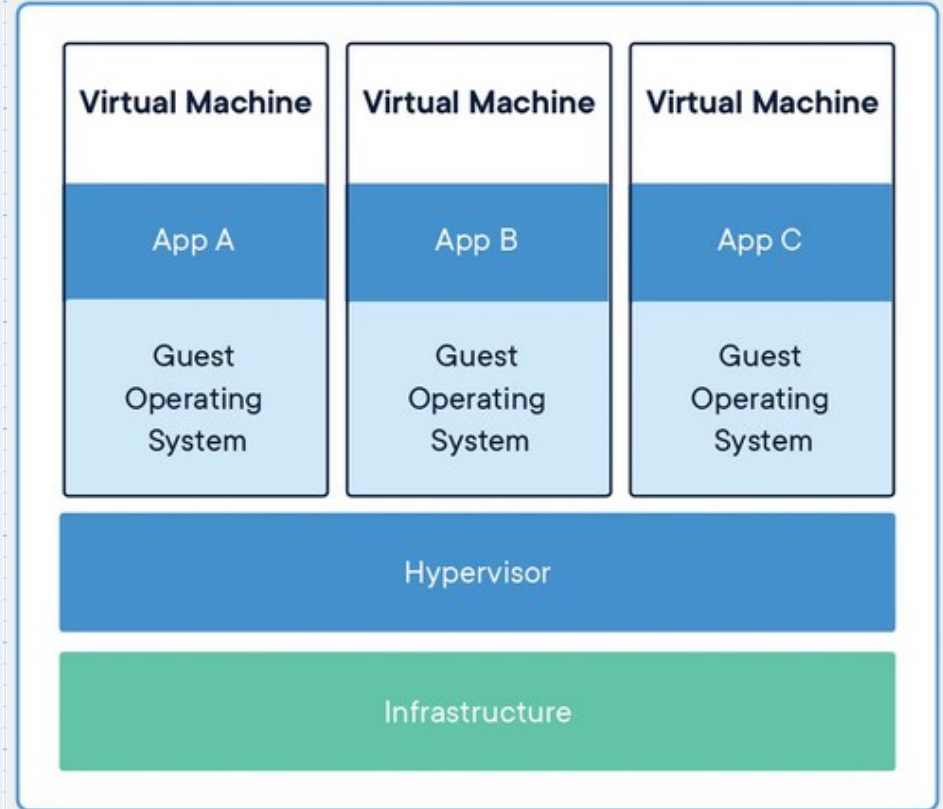 Virtual Machine
Virtual Machine
Virtual Machine
App A
App B
App C
Guest
Operating
System
Guest
Operating
System
Guest
Operating
System
Hypervisor
Infrastructure